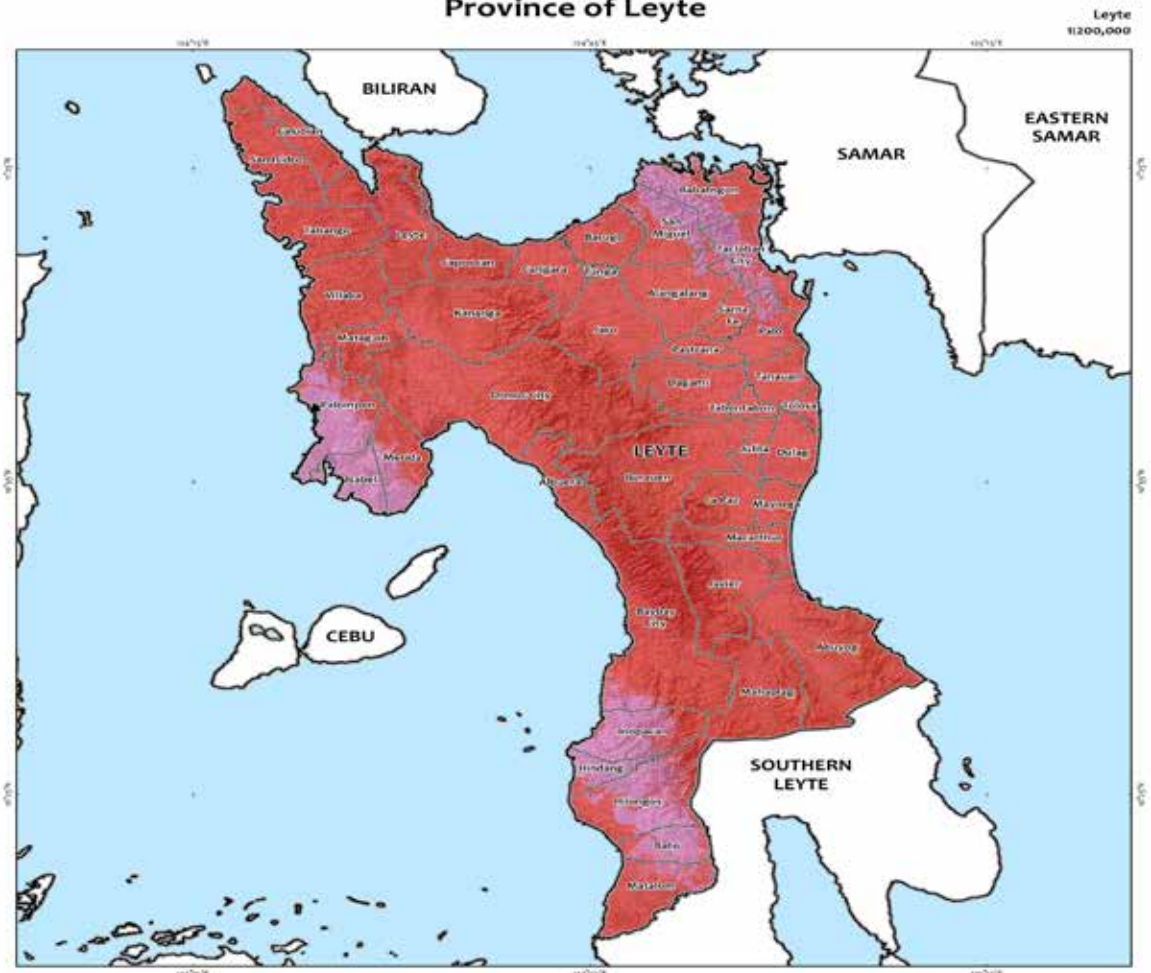 Province of Leyte
Leyte
1:200,000
BILIRAN
EASTERN
SAMAR
SAMAR
Calubian
San Isidro
Babatngon
Tabango
San
Miguel
LEYTE
Barugo
Tacloban
City
Capoocan
Carigara
Tunga
Villaba
Alangalang
Kananga
Santa
Fe
Jaro
Palo
Matag-ob
Pastrana
Dagami
Tanauan
Ormoc City
Palompon
Tabontabon
Tolosa
LEYTE
Julita
Dulag
Merida
Isabel
Burauen
Albuera
La Paz
Mayorga
Macarthur
Javier
Baybay
City
CEBU
Abuyog
Mahaplag
Inopacan
Hindang
SOUTHERN
LEYTE
Hilongos
Bato
Matalom